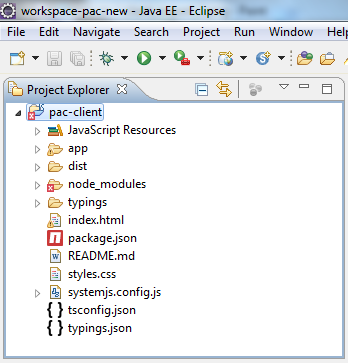 workspace-pac-new - Java EE - Eclipse
File Edit Navigate Search Project Run Window Help
Project Explorer
pac-client
JavaScript Resources
app
dist
node_modules
typings
index.html
package.json
README.md
styles.css
systemjs.config.js
tsconfig.json
typings.json